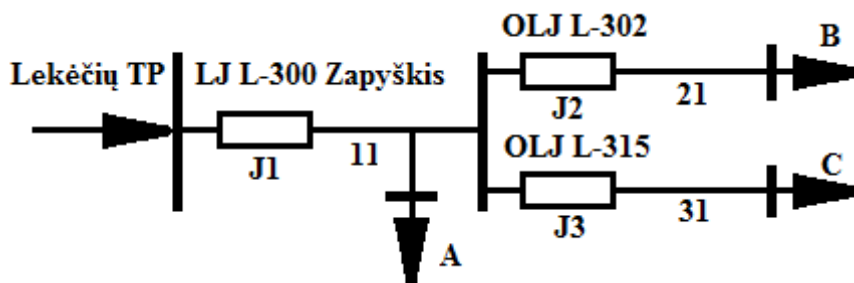 OLJ L-302
B
Lekėčių TP
LJ L-300 Zapyškis
J2
21
J1
11
OLJ L-315
C
J3
31
A